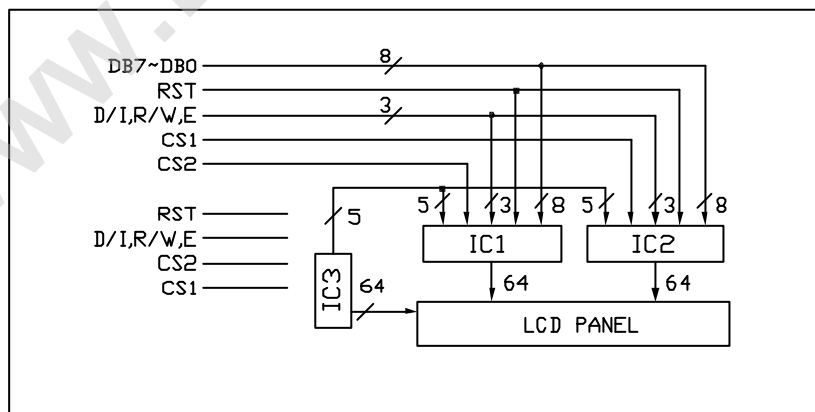 DB7~DB0 8
RST
D/I,R/W,E 3
CS1
CS2
5 3 8 5 3 8
RST 5
D/I,R/W,E IC1 IC2
CS2
CS1 IC3 64 64 64
LCD PANEL
www.